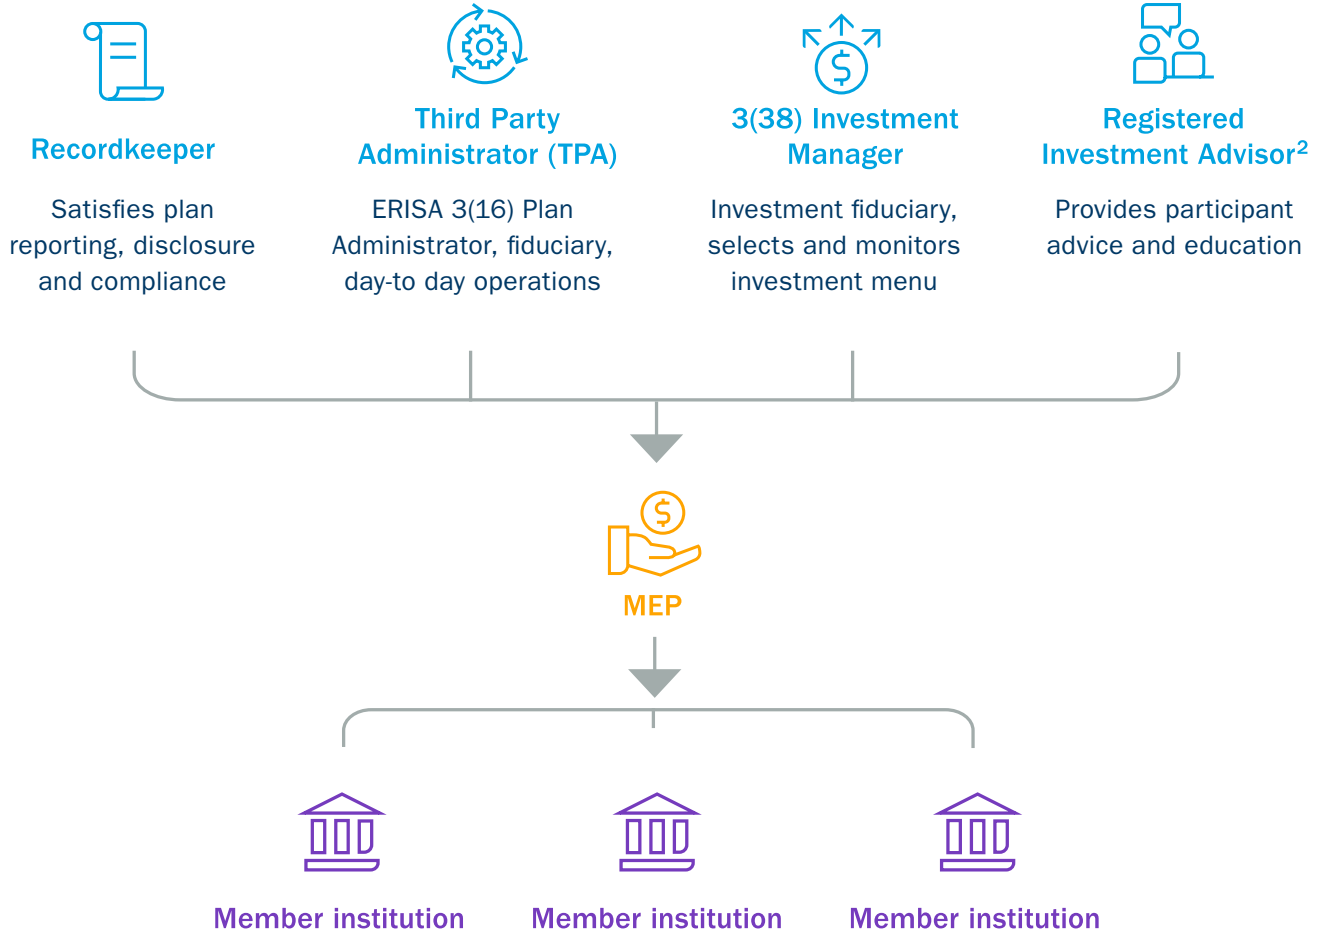 Recordkeeper
Satisfies plan
reporting, disclosure
and compliance
Third Party
Administrator (TPA)
ERISA 3(16) Plan
Administrator, fiduciary,
day-to day operations
3(38) Investment
Manager
Investment fiduciary,
selects and monitors
investment menu
Registered
Investment Advisor²
Provides participant
advice and education
$
$
MEP
Member institution
Member institution
Member institution